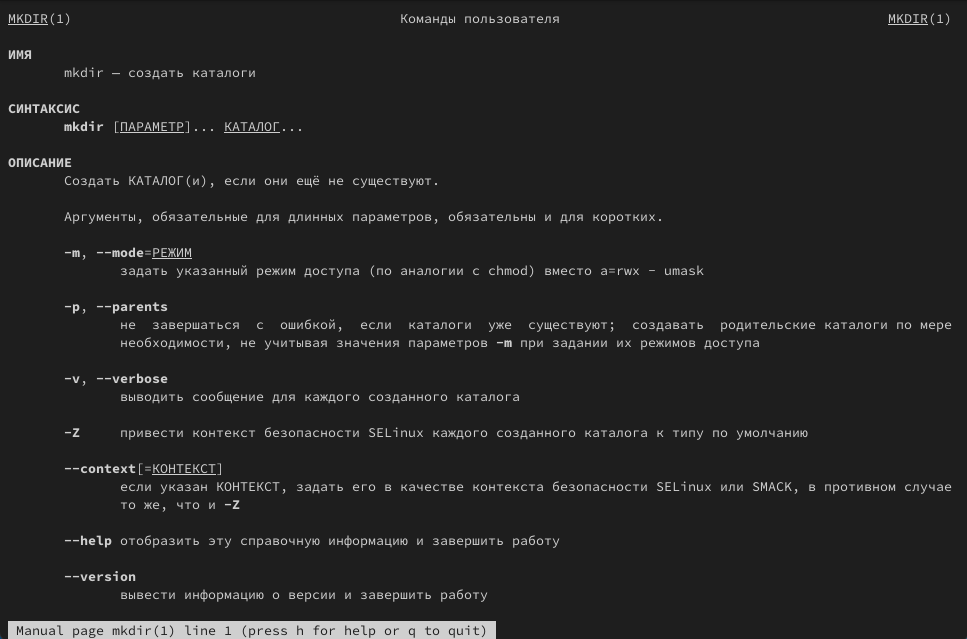 MKDIR(1) Команды пользователя MKDIR(1)
ИМЯ
mkdir — создать каталоги
СИНТАКСИС
mkdir [ПАРАМЕТР]... КАТАЛОГ...
ОПИСАНИЕ
Создать КАТАЛОГ(и), если они ещё не существуют.
Аргументы, обязательные для длинных параметров, обязательны и для коротких.
-m, --mode=РЕЖИМ
задать указанный режим доступа (по аналогии с chmod) вместо a=rwx - umask
-p, --parents
не завершаться с ошибкой, если каталоги уже существуют; создавать родительские каталоги по мере
необходимости, не учитывая значения параметров -m при задании их режимов доступа
-v, --verbose
выводить сообщение для каждого созданного каталога
-Z привести контекст безопасности SELinux каждого созданного каталога к типу по умолчанию
--context[=КОНТЕКСТ]
если указан КОНТЕКСТ, задать его в качестве контекста безопасности SELinux или SMACK, в противном случае
то же, что и -Z
--help отобразить эту справочную информацию и завершить работу
--version
вывести информацию о версии и завершить работу
Manual page mkdir(1) line 1 (press h for help or q to quit)